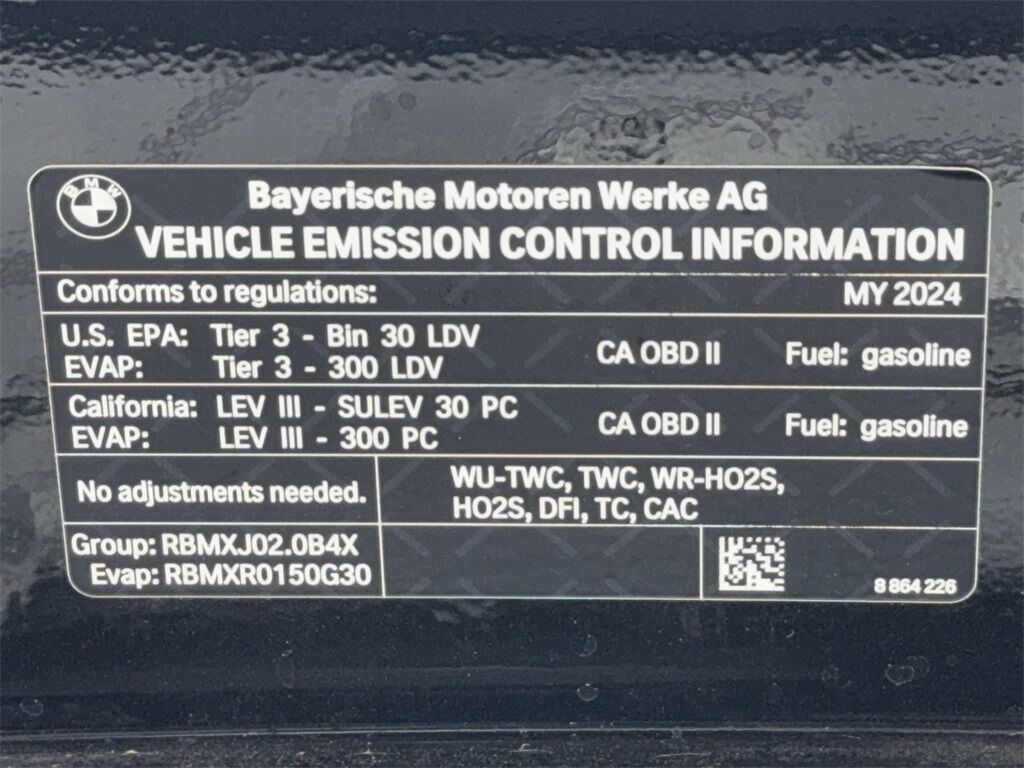 BMW
Bayerische Motoren Werke AG
VEHICLE EMISSION CONTROL INFORMATION
Conforms to regulations: MY 2024
U.S. EPA: Tier 3 - Bin 30 LDV
EVAP: Tier 3 - 300 LDV
CA OBD II Fuel: gasoline
California: LEV III - SULEV 30 PC
EVAP: LEV III - 300 PC
CA OBD II Fuel: gasoline
No adjustments needed.
WU-TWC, TWC, WR-HO2S,
HO2S, DFI, TC, CAC
Group: RBMXJ02.0B4X
Evap: RBMXR0150G30
8 864 226